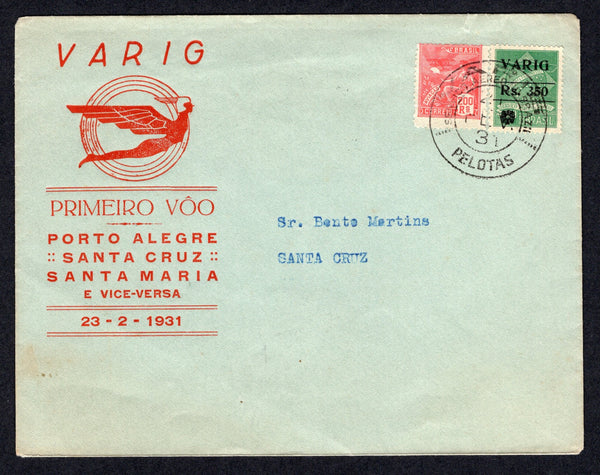 VARIG
PRIMEIRO VÔO
PORTO ALEGRE
:: SANTA CRUZ ::
SANTA MARIA
E VICE-VERSA
23 - 2 - 1931
BRASIL
200
RS
CORREIO
VARIG
Rs. 350
BRASIL
31
PELOTAS
Sr. Bento Martins
SANTA CRUZ